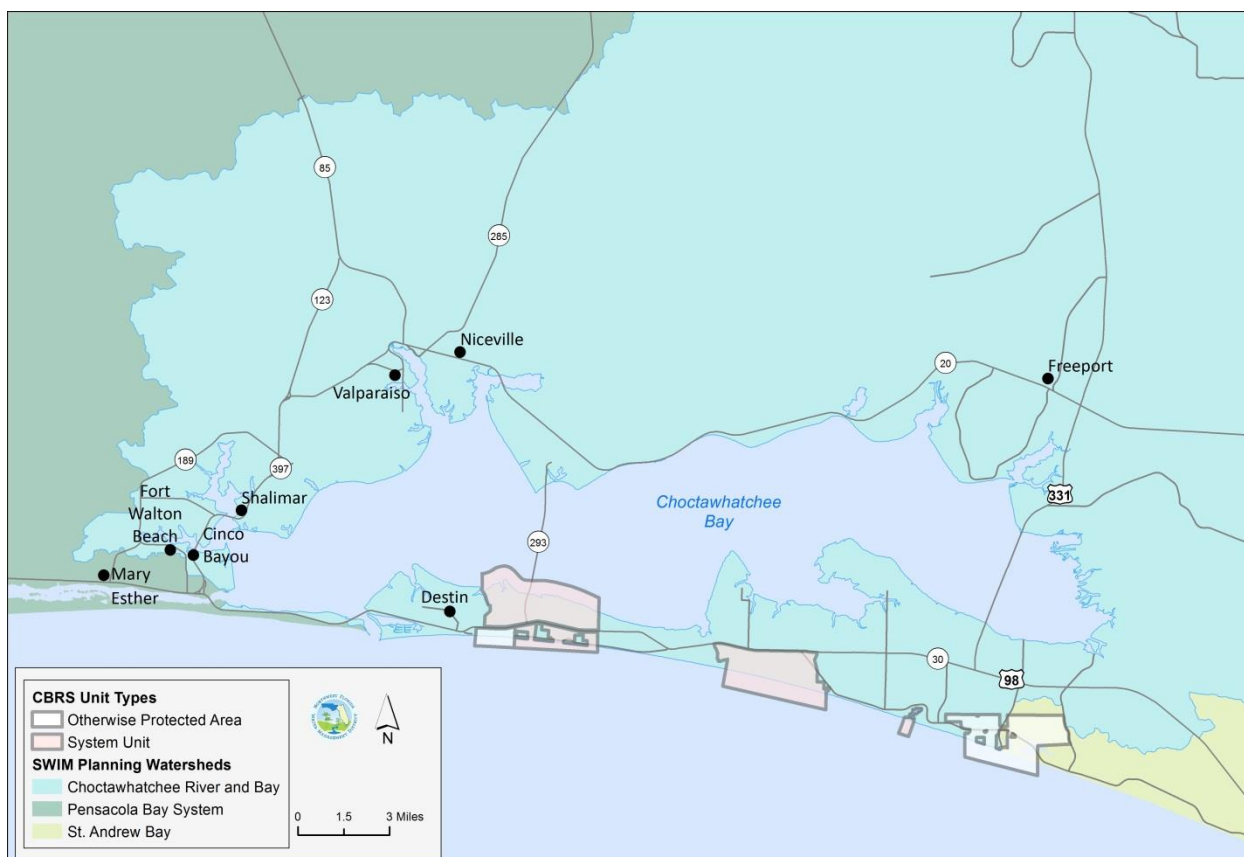 85
285
123
Niceville
Valparaiso
20
Freeport
189
397
Fort
Walton
Beach
Shalimar
Cinco
Bayou
331
Choctawhatchee
Bay
293
Mary
Esther
Destin
30
98
CBRS Unit Types
Otherwise Protected Area
System Unit
SWIM Planning Watersheds
Choctawhatchee River and Bay
Pensacola Bay System
St. Andrew Bay
N
0 1.5 3 Miles